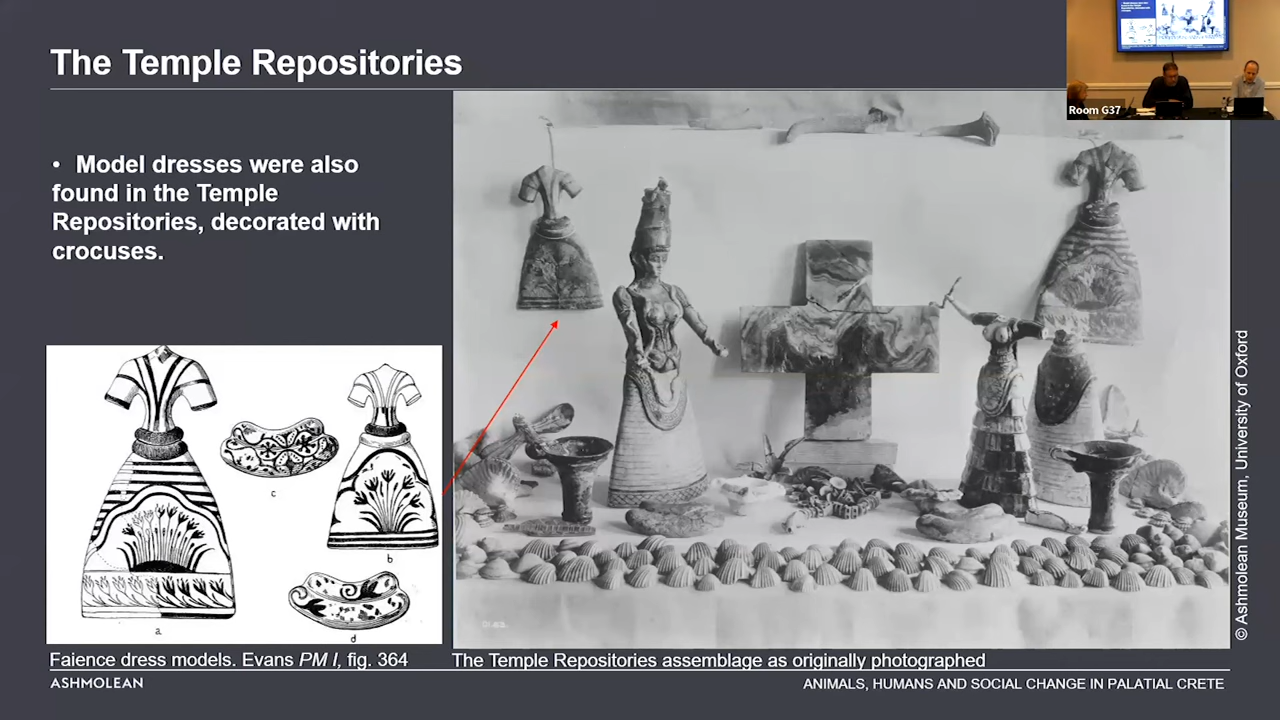 The Temple Repositories
Room G37
• Model dresses were also
found in the Temple
Repositories, decorated with
crocuses.
a
b
c
d
© Ashmolean Museum, University of Oxford
Faience dress models. Evans PM I, fig. 364
The Temple Repositories assemblage as originally photographed
ASHMOLEAN
ANIMALS, HUMANS AND SOCIAL CHANGE IN PALATIAL CRETE